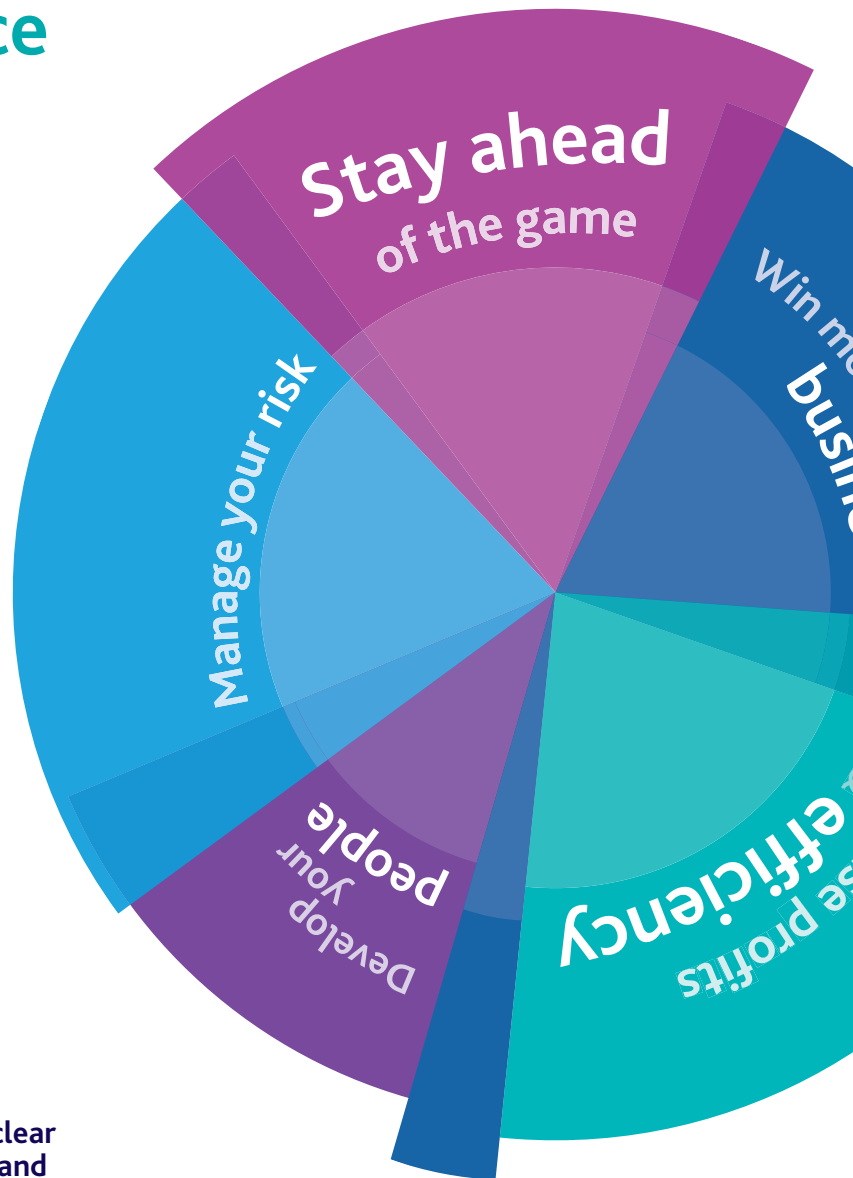 ce
Stay ahead
of the game
Win m
busin
efficiency
se profits
Develop
your
people
Manage your risk
clear
and